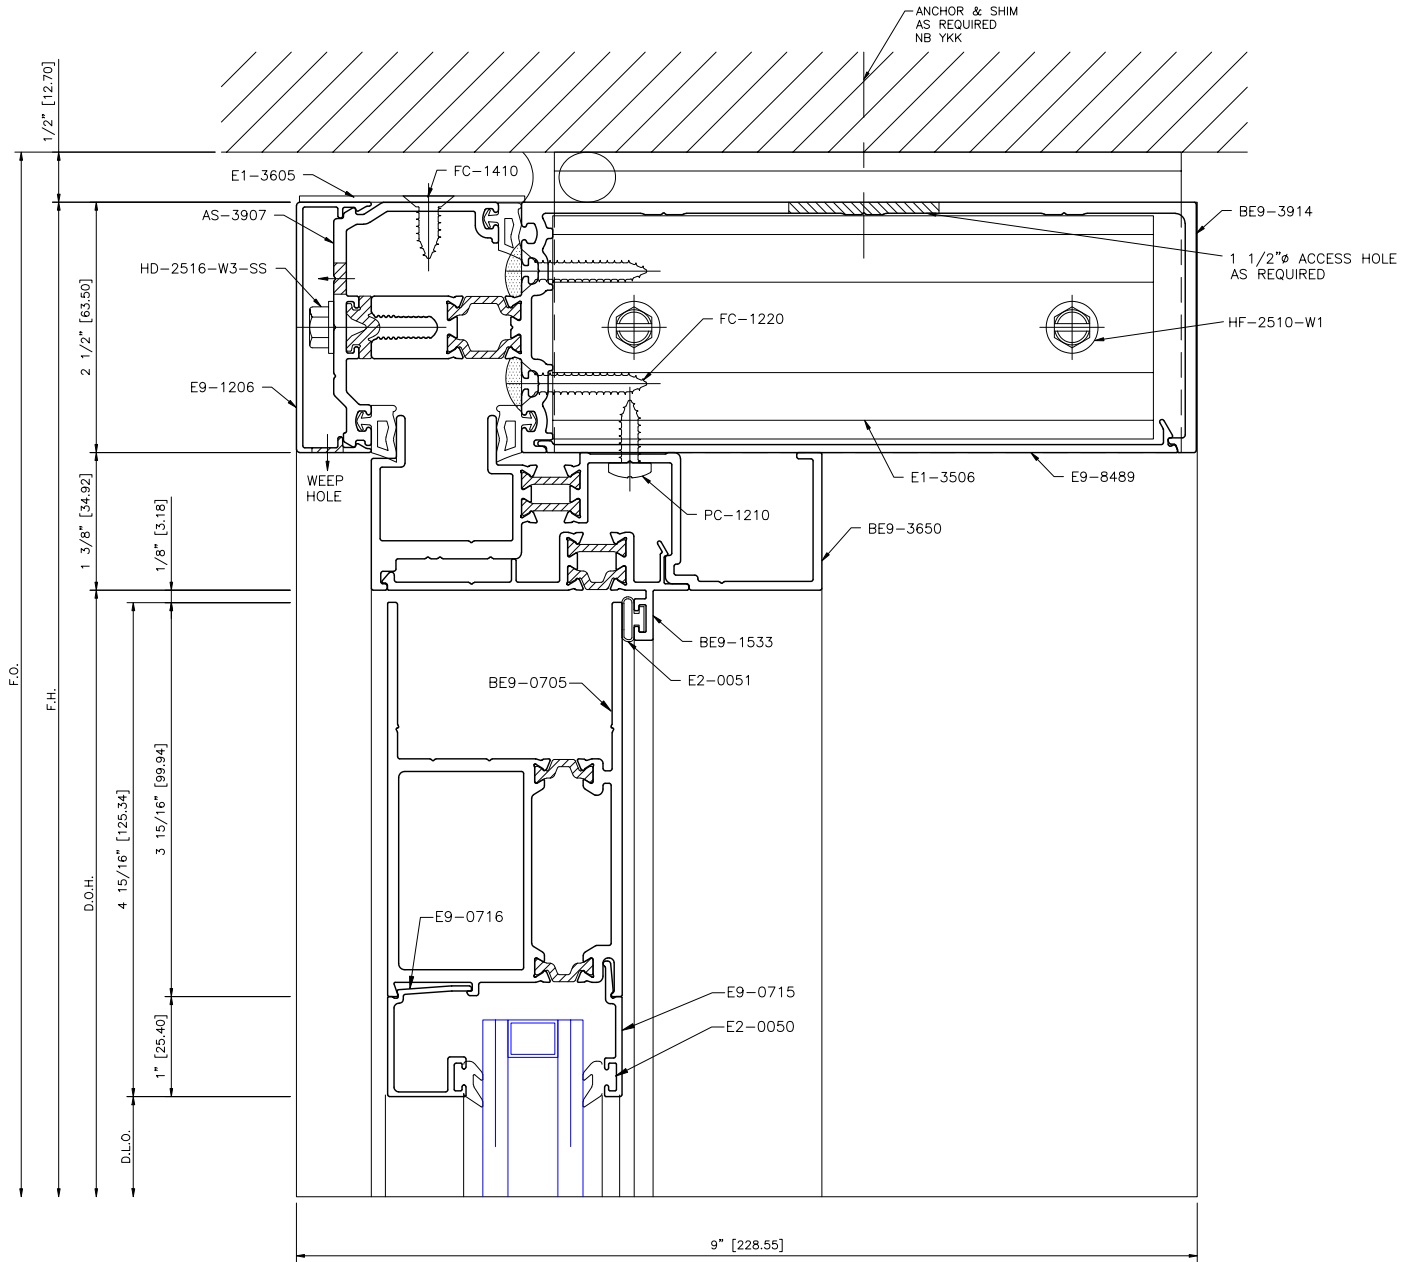 ANCHOR & SHIM
AS REQUIRED
NB YKK
1/2" [12.70]
E1-3605
FC-1410
AS-3907
BE9-3914
HD-2516-W3-SS
1 1/2"ø ACCESS HOLE
AS REQUIRED
2 1/2" [63.50]
FC-1220
HF-2510-W1
E9-1206
WEEP
HOLE
E1-3506
E9-8489
1 3/8" [34.92]
1/8" [3.18]
PC-1210
BE9-3650
BE9-1533
E2-0051
BE9-0705
F.O.
F.H.
D.O.H.
4 15/16" [125.34]
3 15/16" [99.94]
E9-0716
E9-0715
E2-0050
1" [25.40]
D.L.O.
9" [228.55]